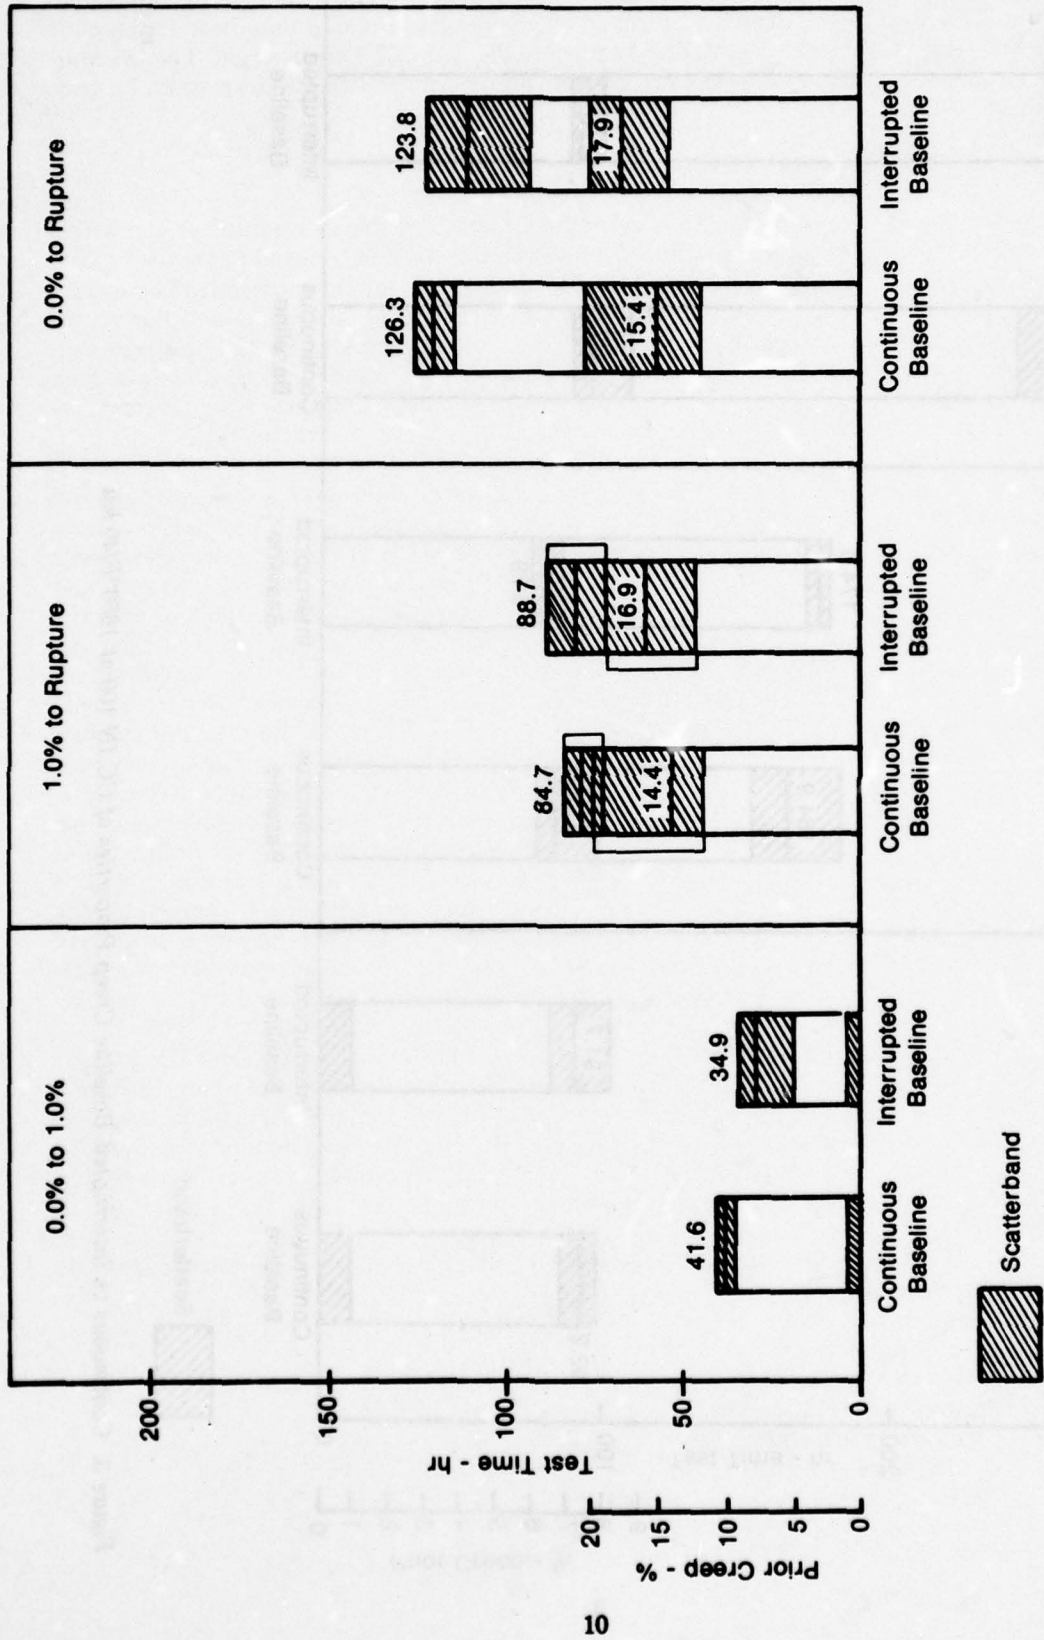 0.0% to 1.0%
1.0% to Rupture
0.0% to Rupture
200
150
100
50
0
Test Time - hr
20
15
10
5
0
Prior Creep - %
41.6
34.9
84.7
14.4
88.7
16.9
126.3
15.4
123.8
17.9
Continuous
Baseline
Interrupted
Baseline
Continuous
Baseline
Interrupted
Baseline
Continuous
Baseline
Interrupted
Baseline
Scatterband
10